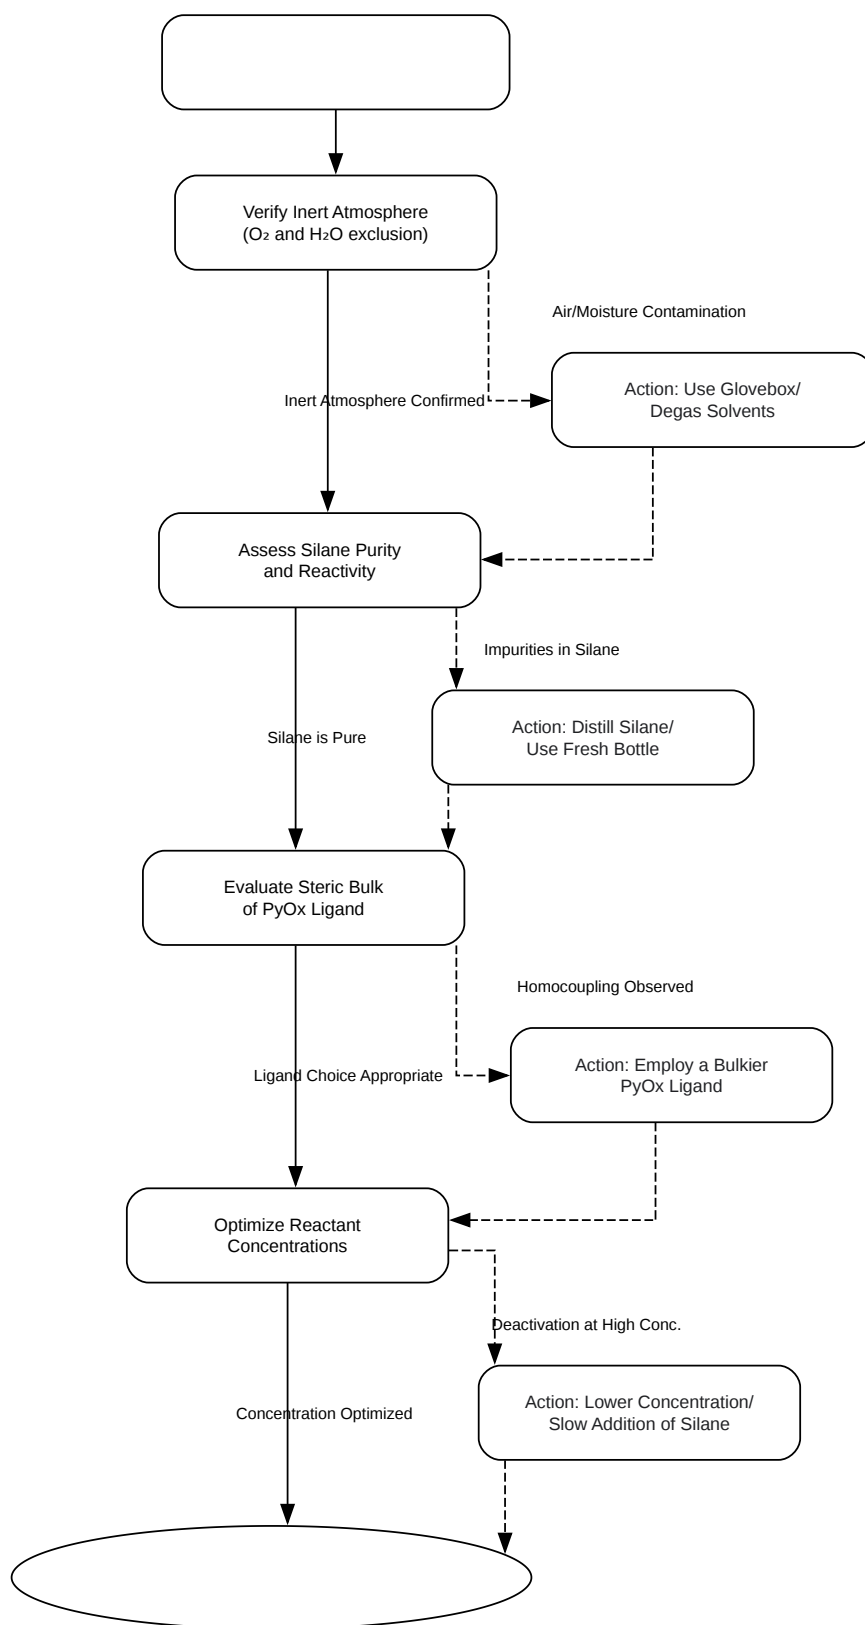 Verify Inert Atmosphere
(O₂ and H₂O exclusion)
Air/Moisture Contamination
Action: Use Glovebox/
Degas Solvents
Inert Atmosphere Confirmed
Assess Silane Purity
and Reactivity
Impurities in Silane
Action: Distill Silane/
Use Fresh Bottle
Silane is Pure
Evaluate Steric Bulk
of PyOx Ligand
Homocoupling Observed
Action: Employ a Bulkier
PyOx Ligand
Ligand Choice Appropriate
Optimize Reactant
Concentrations
Deactivation at High Conc.
Action: Lower Concentration/
Slow Addition of Silane
Concentration Optimized